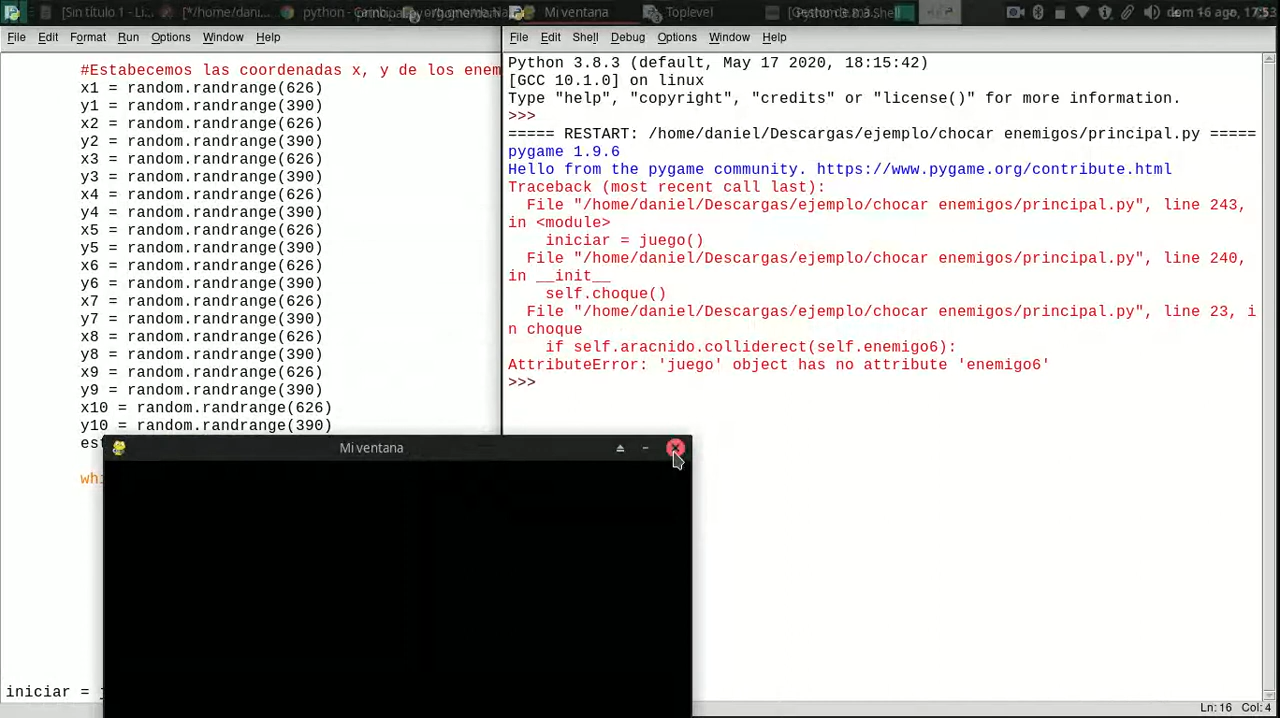 [Sin título 1 - Li... [*/home/dani... python - Mi ventana Toplevel dom 16 ago, 17:53
File Edit Format Run Options Window Help
#Estabecemos las coordenadas x, y de los enem
x1 = random.randrange(626)
y1 = random.randrange(390)
x2 = random.randrange(626)
y2 = random.randrange(390)
x3 = random.randrange(626)
y3 = random.randrange(390)
x4 = random.randrange(626)
y4 = random.randrange(390)
x5 = random.randrange(626)
y5 = random.randrange(390)
x6 = random.randrange(626)
y6 = random.randrange(390)
x7 = random.randrange(626)
y7 = random.randrange(390)
x8 = random.randrange(626)
y8 = random.randrange(390)
x9 = random.randrange(626)
y9 = random.randrange(390)
x10 = random.randrange(626)
y10 = random.randrange(390)
est
whi
iniciar = j
File Edit Shell Debug Options Window Help
Python 3.8.3 (default, May 17 2020, 18:15:42)
[GCC 10.1.0] on linux
Type "help", "copyright", "credits" or "license()" for more information.
>>>
===== RESTART: /home/daniel/Descargas/ejemplo/chocar enemigos/principal.py =====
pygame 1.9.6
Hello from the pygame community. https://www.pygame.org/contribute.html
Traceback (most recent call last):
File "/home/daniel/Descargas/ejemplo/chocar enemigos/principal.py", line 243,
in <module>
iniciar = juego()
File "/home/daniel/Descargas/ejemplo/chocar enemigos/principal.py", line 240,
in __init__
self.choque()
File "/home/daniel/Descargas/ejemplo/chocar enemigos/principal.py", line 23, i
n choque
if self.aracnido.colliderect(self.enemigo6):
AttributeError: 'juego' object has no attribute 'enemigo6'
>>>
Mi ventana
Ln: 16 Col: 4